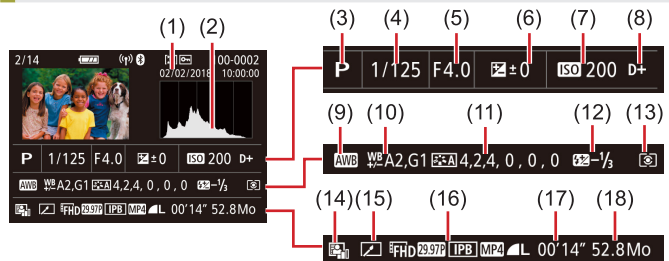 (1) (2) (3) (4) (5) (6) (7) (8)
2/14 00-0002
02/02/2018 10:00:00
P 1/125 F4.0 ±0 ISO 200 D+
P 1/125 F4.0 ±0 ISO 200 D+
(9) (10) (11) (12) (13)
AWB WB A2,G1 A 4,2,4, 0, 0, 0 -1/3
AWB WB A2,G1 A 4,2,4, 0, 0, 0 -1/3
(14) (15) (16) (17) (18)
FHD 29.97P IPB MP4 L 00'14" 52.8Mo
FHD 29.97P IPB MP4 L 00'14" 52.8Mo